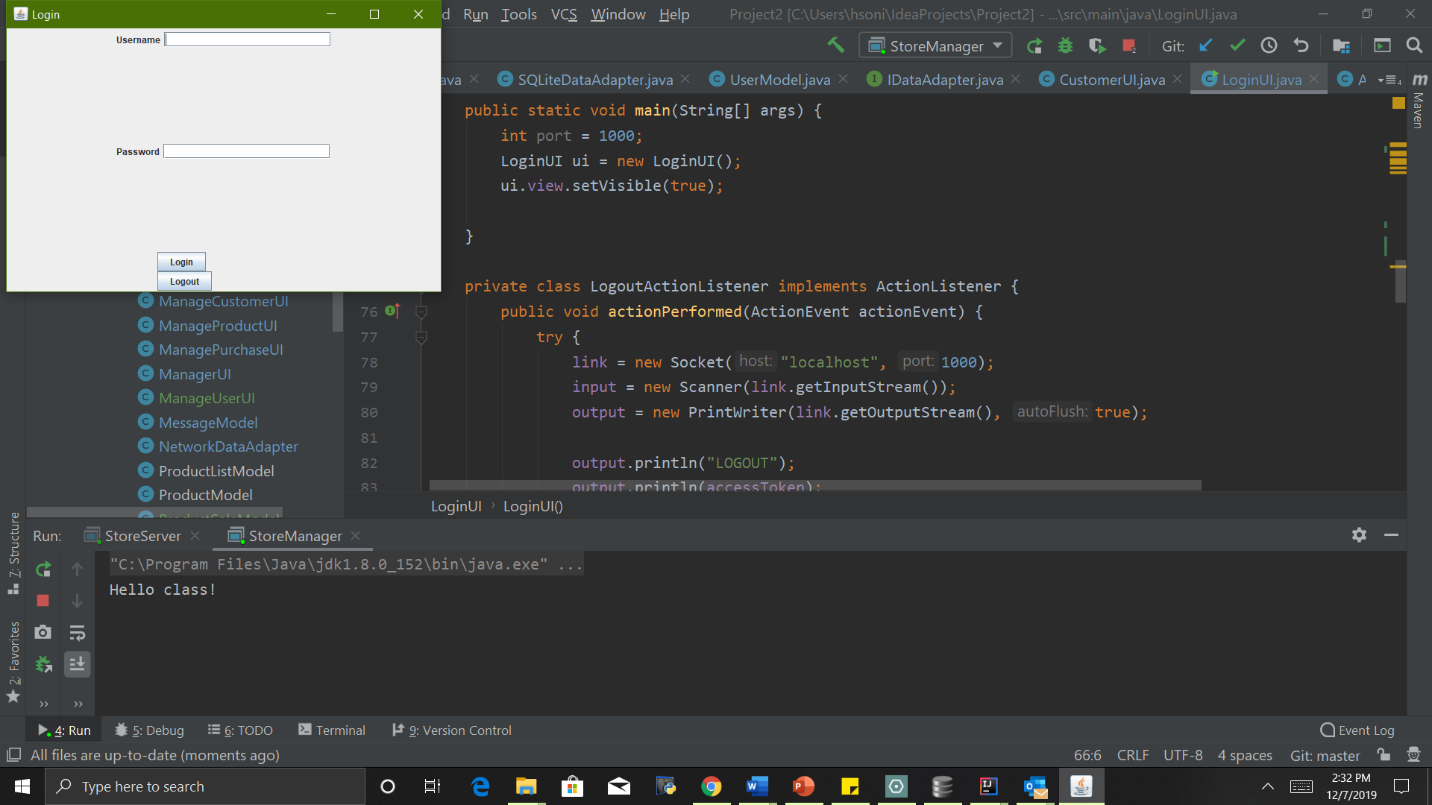 Login
Username
Password
Login
Logout
Run Tools VCS Window Help Project2 [C:\Users\hsoni\IdeaProjects\Project2] - ...\src\main\java\LoginUI.java
StoreManager Git:
SQLiteDataAdapter.java UserModel.java IDataAdapter.java CustomerUI.java LoginUI.java
public static void main(String[] args) {
int port = 1000;
LoginUI ui = new LoginUI();
ui.view.setVisible(true);
}
private class LogoutActionListener implements ActionListener {
76 public void actionPerformed(ActionEvent actionEvent) {
77 try {
78 link = new Socket( host: "localhost", port: 1000);
79 input = new Scanner(link.getInputStream());
80 output = new PrintWriter(link.getOutputStream(), autoFlush: true);
81
82 output.println("LOGOUT");
83 output.println(accessToken);
LoginUI › LoginUI()
ManageCustomerUI
ManageProductUI
ManagePurchaseUI
ManagerUI
ManageUserUI
MessageModel
NetworkDataAdapter
ProductListModel
ProductModel
m Maven
7: Structure
2: Favorites
Run: StoreServer StoreManager
"C:\Program Files\Java\jdk1.8.0_152\bin\java.exe" ...
Hello class!
4: Run 5: Debug 6: TODO Terminal 9: Version Control Event Log
All files are up-to-date (moments ago) 66:6 CRLF UTF-8 4 spaces Git: master
Type here to search
2:32 PM
12/7/2019